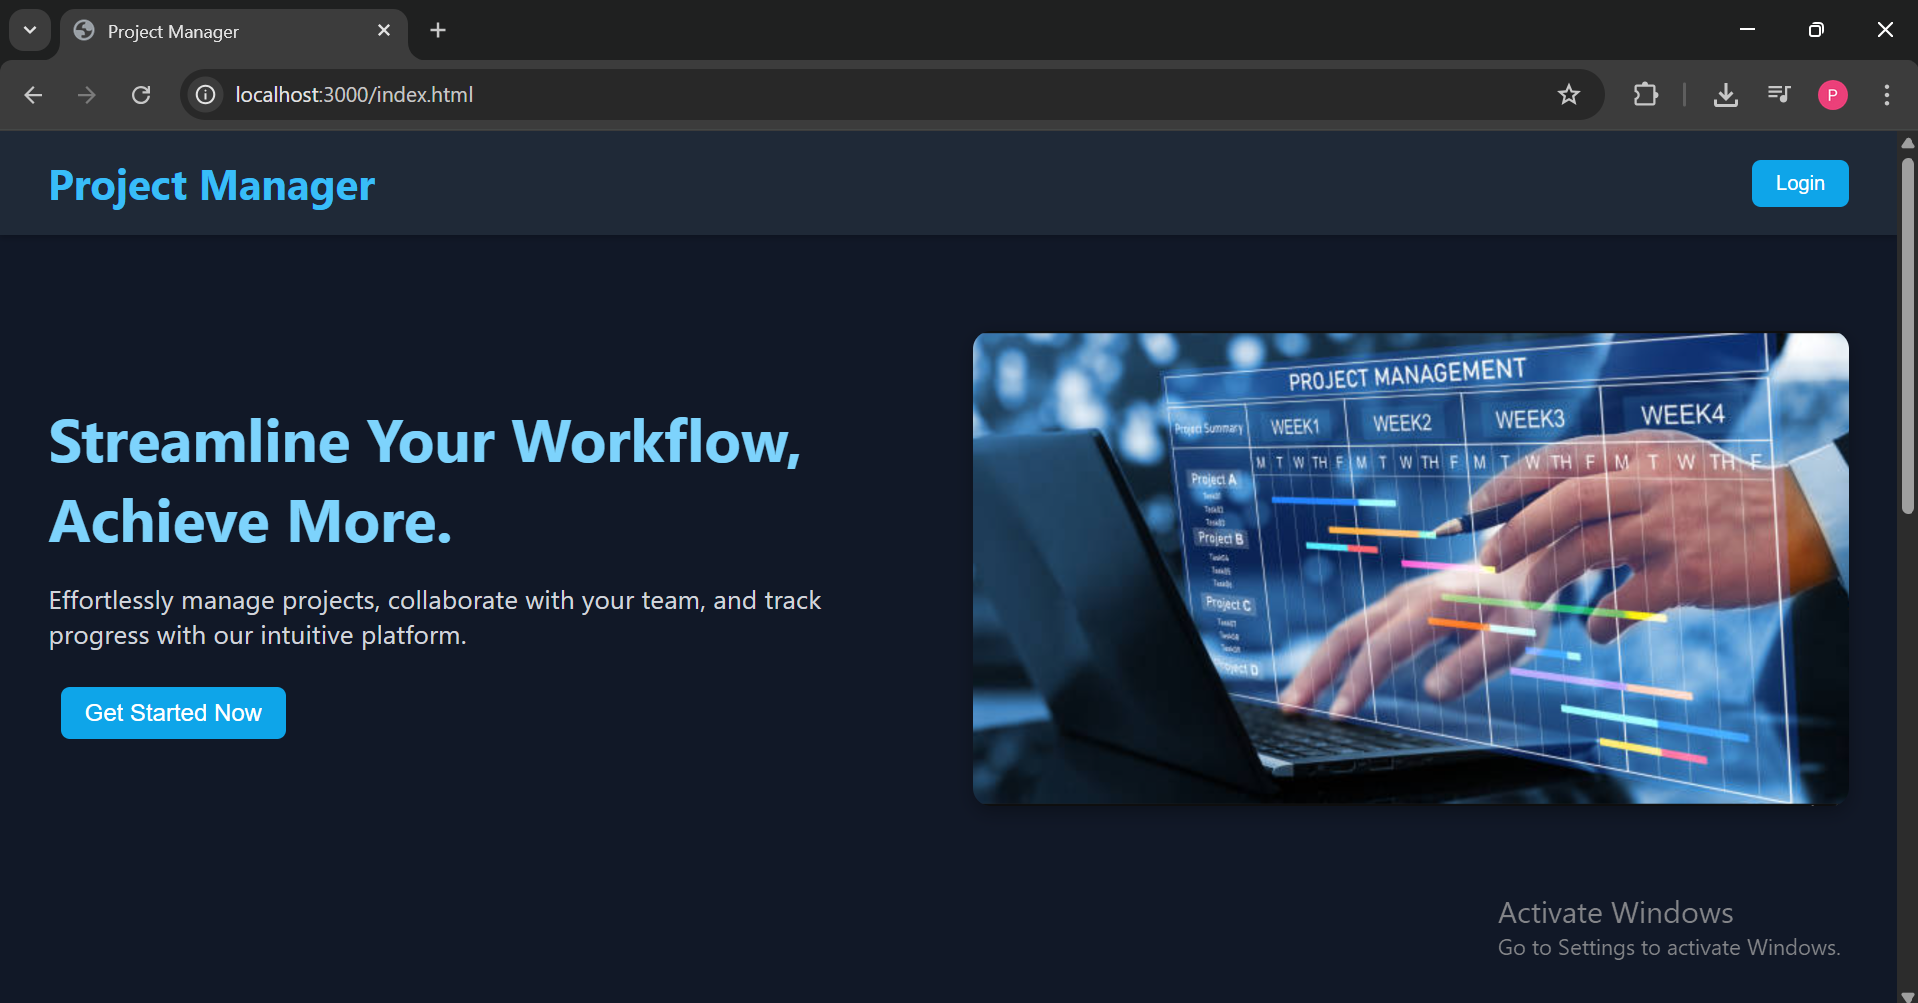 Project Manager
localhost:3000/index.html
P
Project Manager
Login
Streamline Your Workflow,
Achieve More.
Effortlessly manage projects, collaborate with your team, and track
progress with our intuitive platform.
Get Started Now
PROJECT MANAGEMENT
Project Summary WEEK1 WEEK2 WEEK3 WEEK4
M T W TH F M T W TH F M T W TH F M T W TH F
Project A
Project B
Project C
Project D
Activate Windows
Go to Settings to activate Windows.